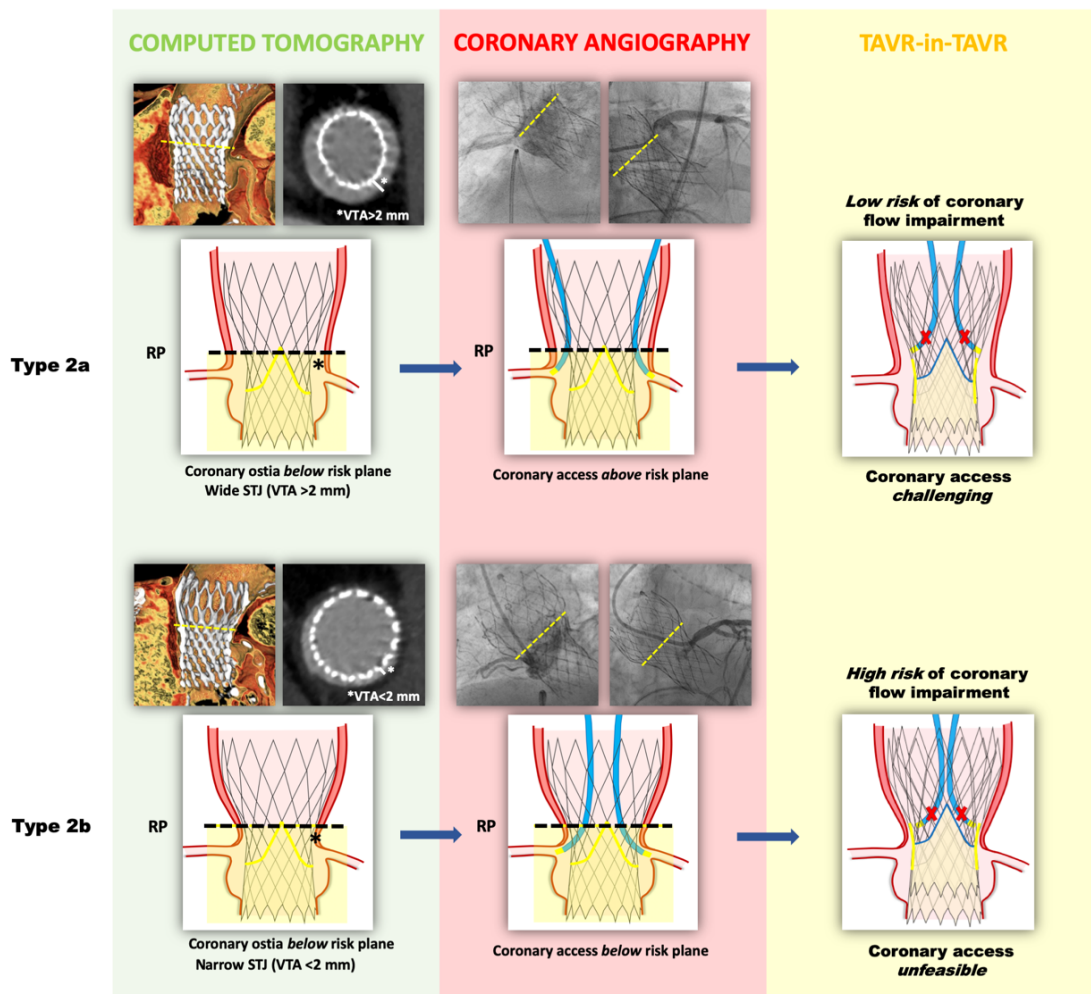 COMPUTED TOMOGRAPHY
CORONARY ANGIOGRAPHY
TAVR-in-TAVR
*
*VTA>2 mm
Low risk of coronary
flow impairment
Type 2a
RP
*
RP
Coronary ostia below risk plane
Wide STJ (VTA >2 mm)
Coronary access above risk plane
Coronary access
challenging
*
*VTA<2 mm
High risk of coronary
flow impairment
Type 2b
RP
*
RP
Coronary ostia below risk plane
Narrow STJ (VTA <2 mm)
Coronary access below risk plane
Coronary access
unfeasible